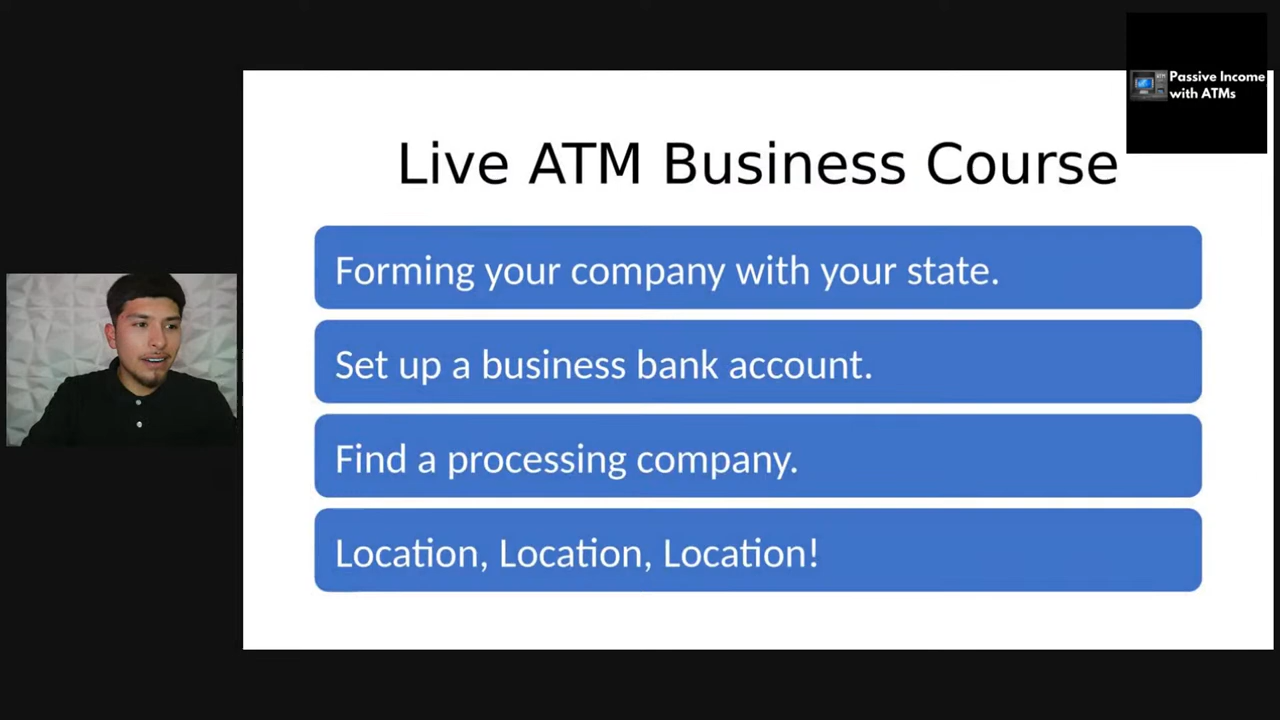 Passive Income
with ATMs
Live ATM Business Course
Forming your company with your state.
Set up a business bank account.
Find a processing company.
Location, Location, Location!